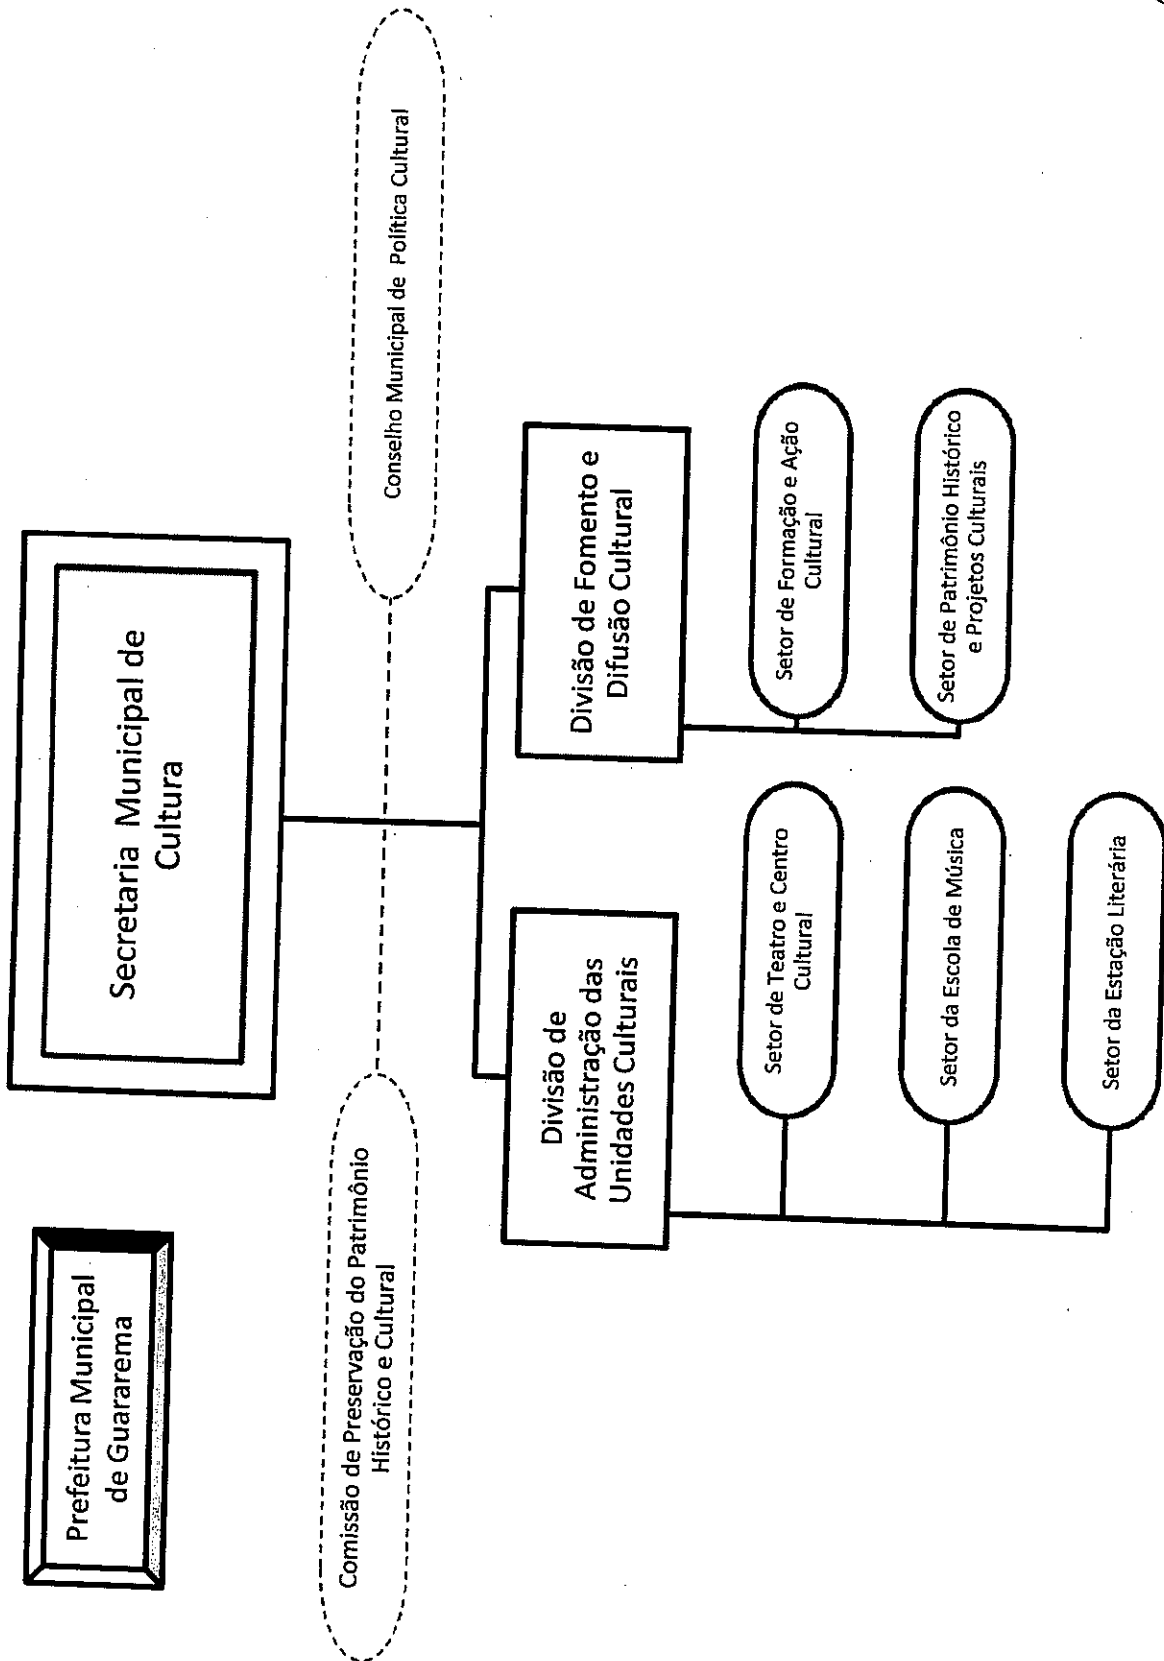 Prefeitura Municipal
de Guararema
Secretaria Municipal de
Cultura
Comissão de Preservação do Patrimônio
Histórico e Cultural
Conselho Municipal de Política Cultural
Divisão de
Administração das
Unidades Culturais
Divisão de Fomento e
Difusão Cultural
Setor de Teatro e Centro
Cultural
Setor da Escola de Música
Setor da Estação Literária
Setor de Formação e Ação
Cultural
Setor de Patrimônio Histórico
e Projetos Culturais